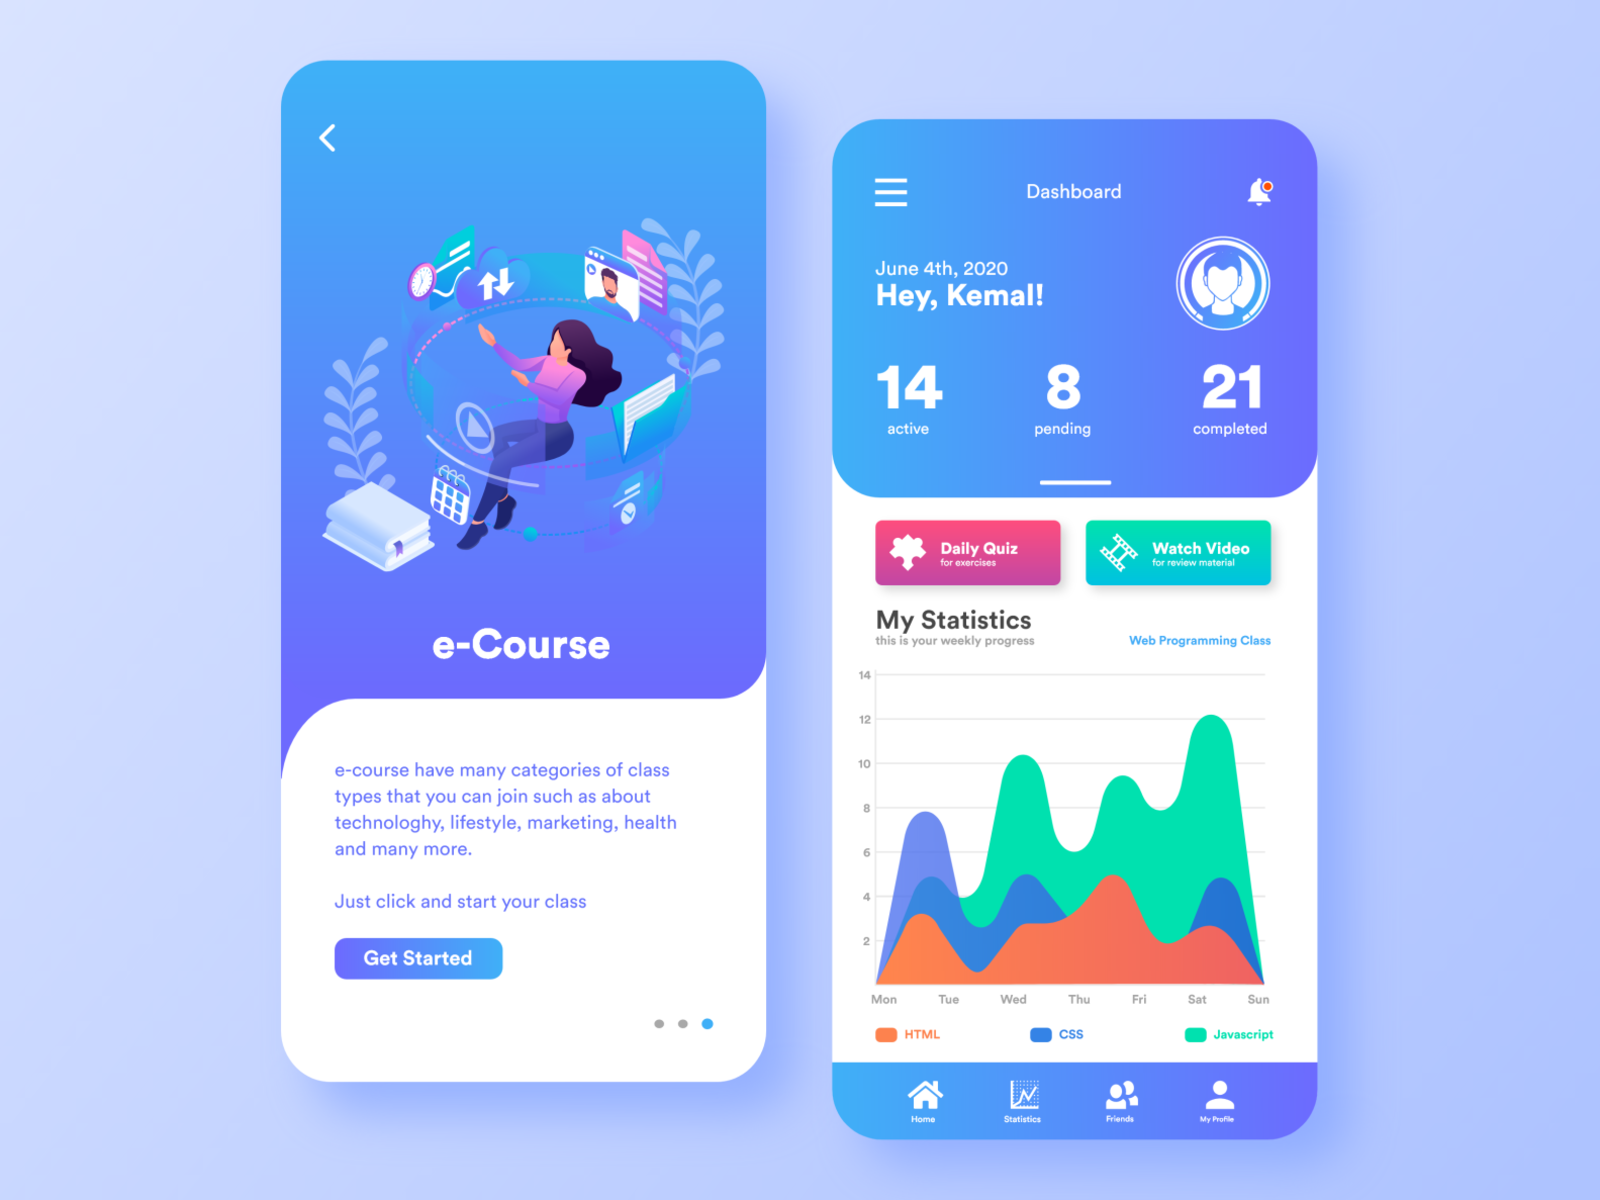 e-Course
e-course have many categories of class
types that you can join such as about
technologhy, lifestyle, marketing, health
and many more.
Just click and start your class
Get Started
Dashboard
June 4th, 2020
Hey, Kemal!
14
active
8
pending
21
completed
Daily Quiz
for exercises
Watch Video
for review material
My Statistics
this is your weekly progress
Web Programming Class
14
12
10
8
6
4
2
Mon Tue Wed Thu Fri Sat Sun
HTML CSS Javascript
Home Statistics Friends My Profile